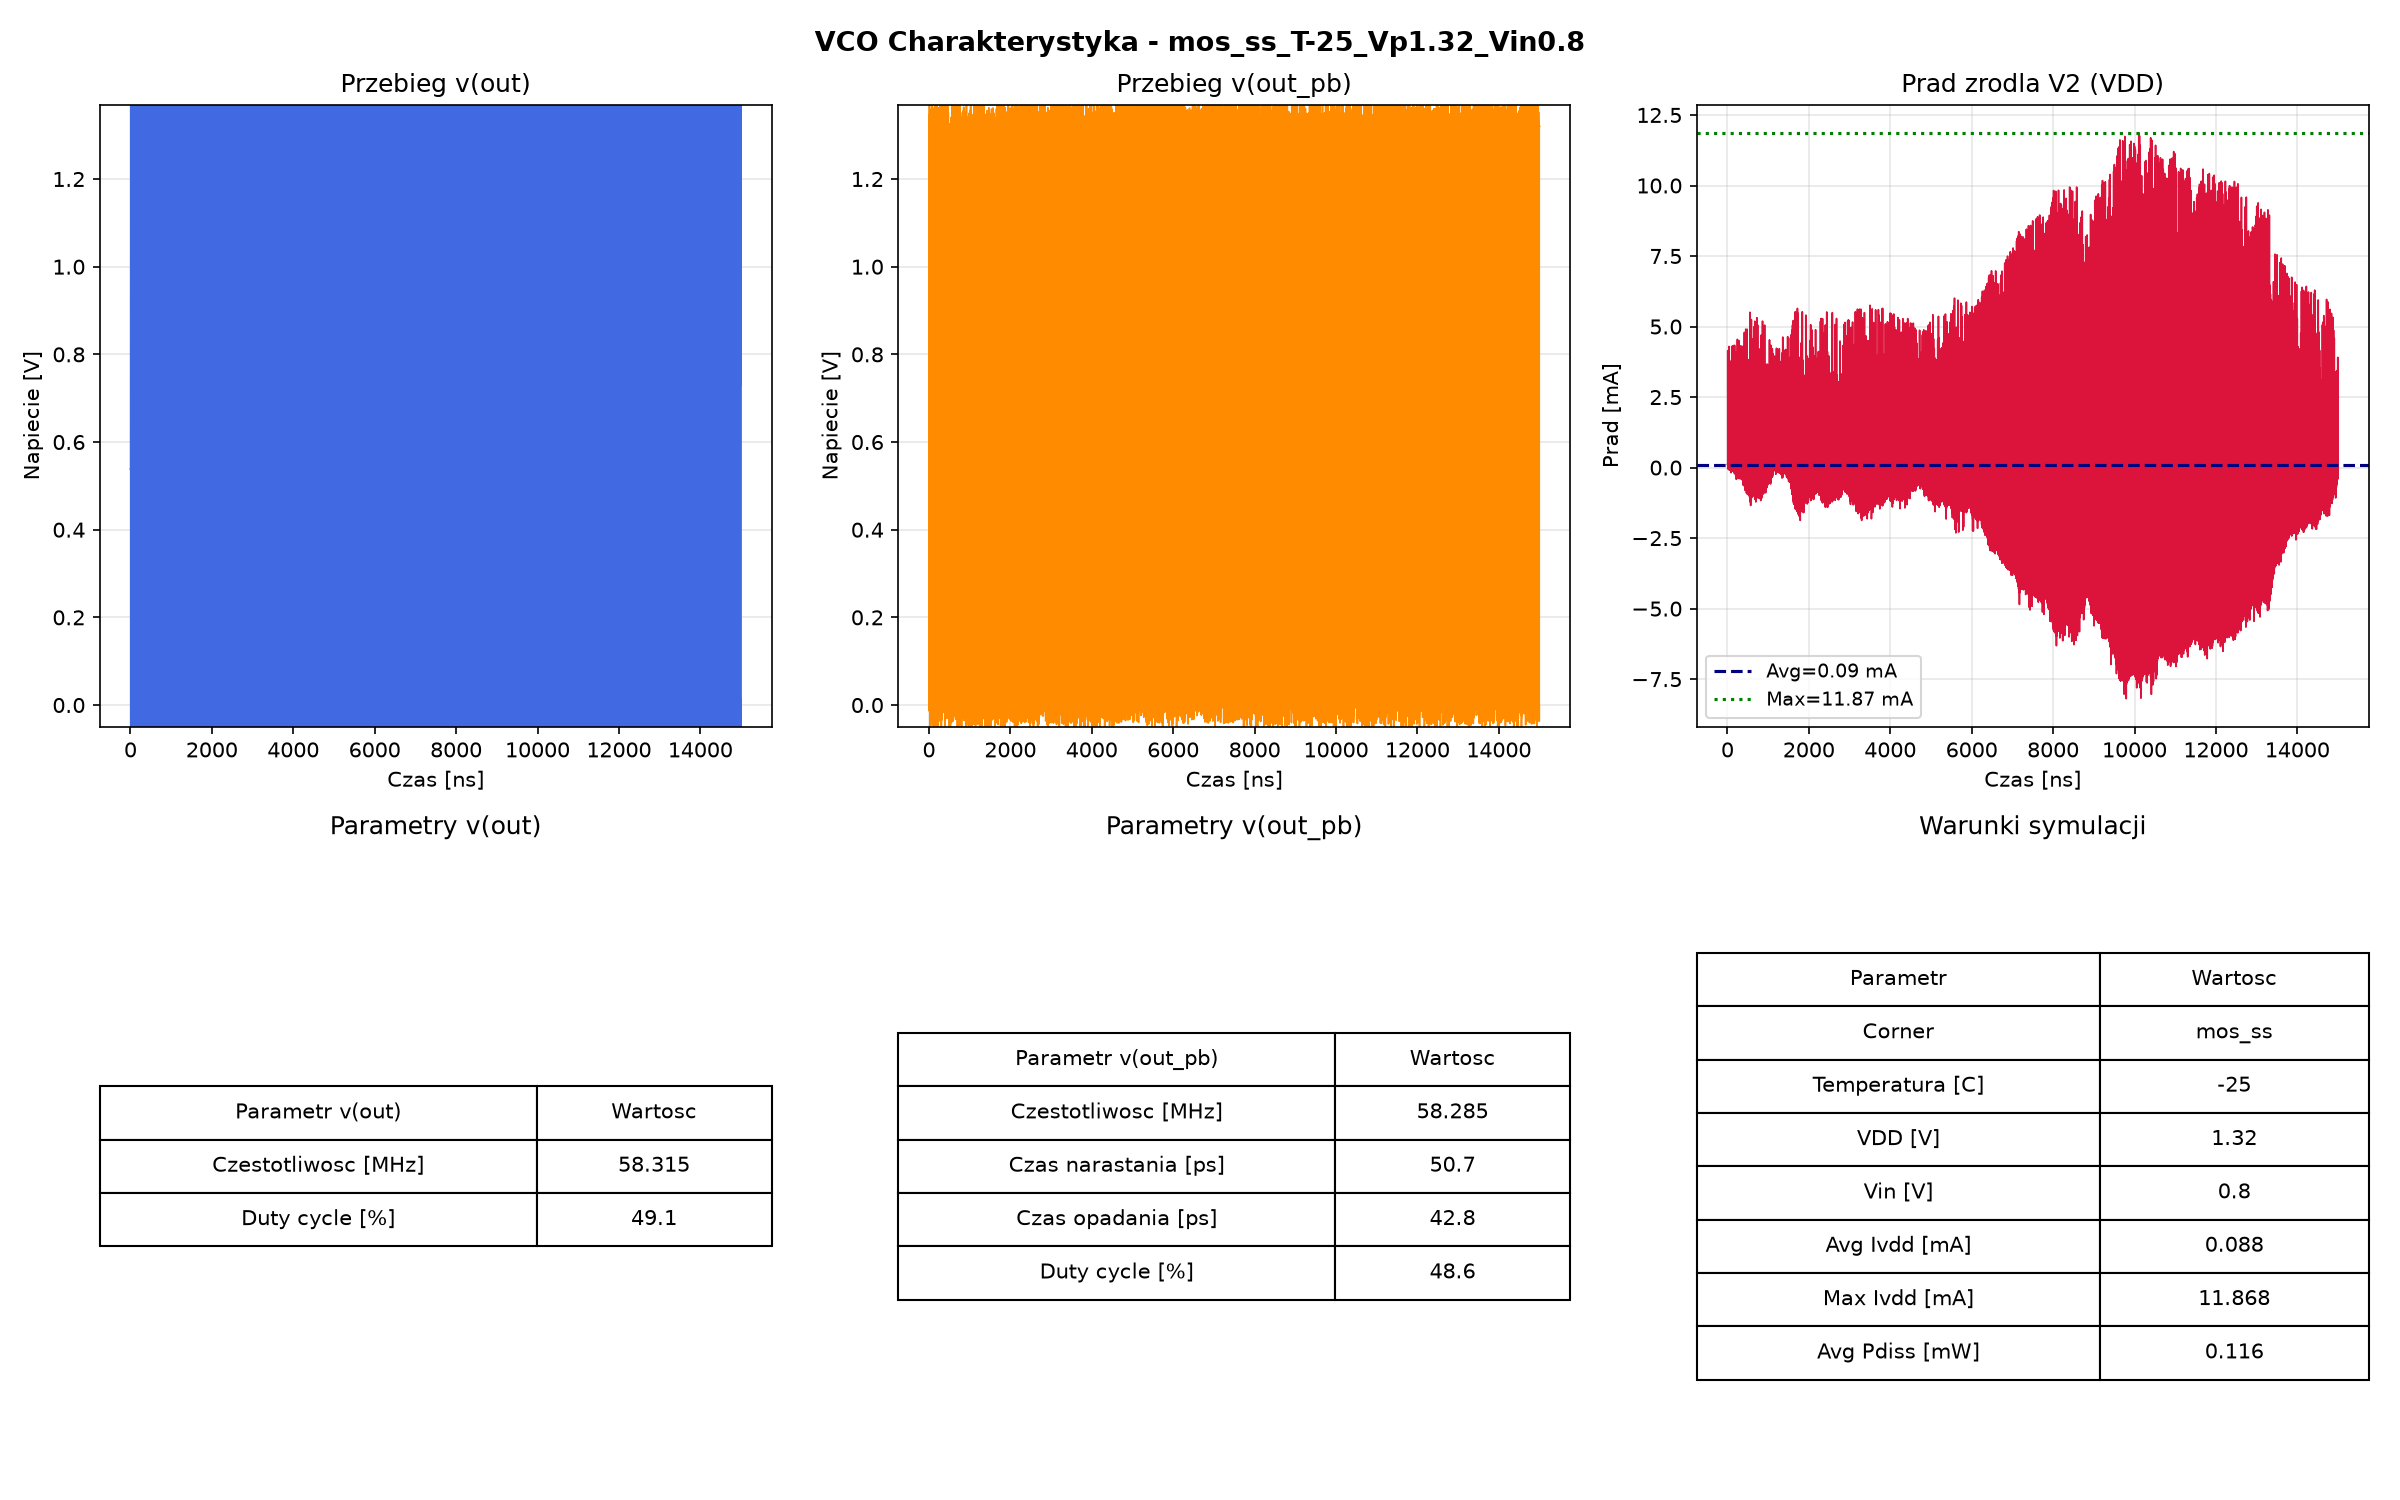 VCO Charakterystyka - mos_ss_T-25_Vp1.32_Vin0.8
Przebieg v(out)
Napiecie [V]
1.2
1.0
0.8
0.6
0.4
0.2
0.0
0 2000 4000 6000 8000 10000 12000 14000
Czas [ns]
Przebieg v(out_pb)
Napiecie [V]
1.2
1.0
0.8
0.6
0.4
0.2
0.0
0 2000 4000 6000 8000 10000 12000 14000
Czas [ns]
Prad zrodla V2 (VDD)
Prad [mA]
12.5
10.0
7.5
5.0
2.5
0.0
−2.5
−5.0
−7.5
Avg=0.09 mA
Max=11.87 mA
0 2000 4000 6000 8000 10000 12000 14000
Czas [ns]
Parametry v(out)
Parametr v(out) Wartosc
Czestotliwosc [MHz] 58.315
Duty cycle [%] 49.1
Parametry v(out_pb)
Parametr v(out_pb) Wartosc
Czestotliwosc [MHz] 58.285
Czas narastania [ps] 50.7
Czas opadania [ps] 42.8
Duty cycle [%] 48.6
Warunki symulacji
Parametr Wartosc
Corner mos_ss
Temperatura [C] -25
VDD [V] 1.32
Vin [V] 0.8
Avg Ivdd [mA] 0.088
Max Ivdd [mA] 11.868
Avg Pdiss [mW] 0.116